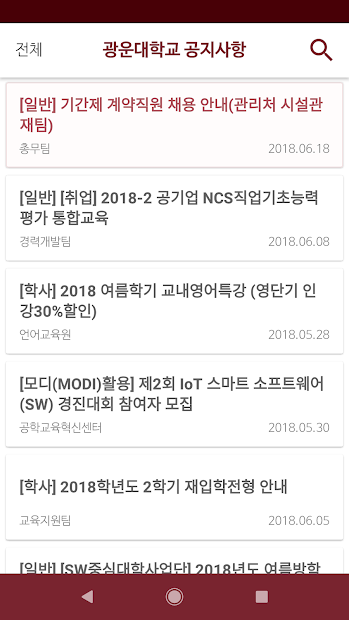 전체 광운대학교 공지사항
[일반] 기간제 계약직원 채용 안내(관리처 시설관
재팀)
총무팀 2018.06.18
[일반] [취업] 2018-2 공기업 NCS직업기초능력
평가 통합교육
경력개발팀 2018.06.08
[학사] 2018 여름학기 교내영어특강 (영단기 인
강30%할인)
언어교육원 2018.05.28
[모디(MODI)활용] 제2회 IoT 스마트 소프트웨어
(SW) 경진대회 참여자 모집
공학교육혁신센터 2018.05.30
[학사] 2018학년도 2학기 재입학전형 안내
교육지원팀 2018.06.05
[일반] [SW중심대학사업단] 2018년도 여름방학